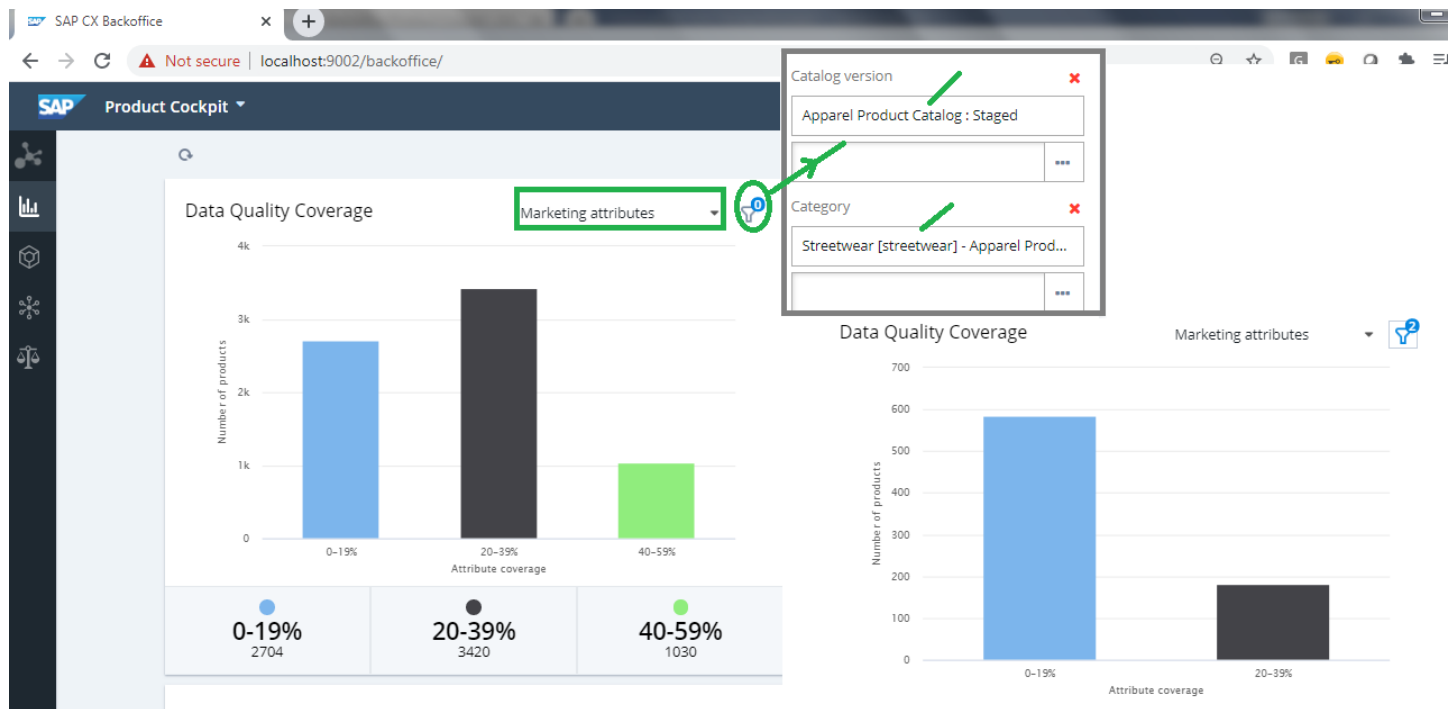 SAP CX Backoffice
Not secure | localhost:9002/backoffice/
SAP Product Cockpit
Data Quality Coverage
Marketing attributes
0
4k
3k
2k
1k
0
Number of products
0-19%
20-39%
40-59%
Attribute coverage
0-19%
2704
20-39%
3420
40-59%
1030
Catalog version
Apparel Product Catalog : Staged
...
Category
Streetwear [streetwear] - Apparel Prod...
...
Data Quality Coverage
Marketing attributes
2
700
600
500
400
300
200
100
0
Number of products
0-19%
20-39%
Attribute coverage